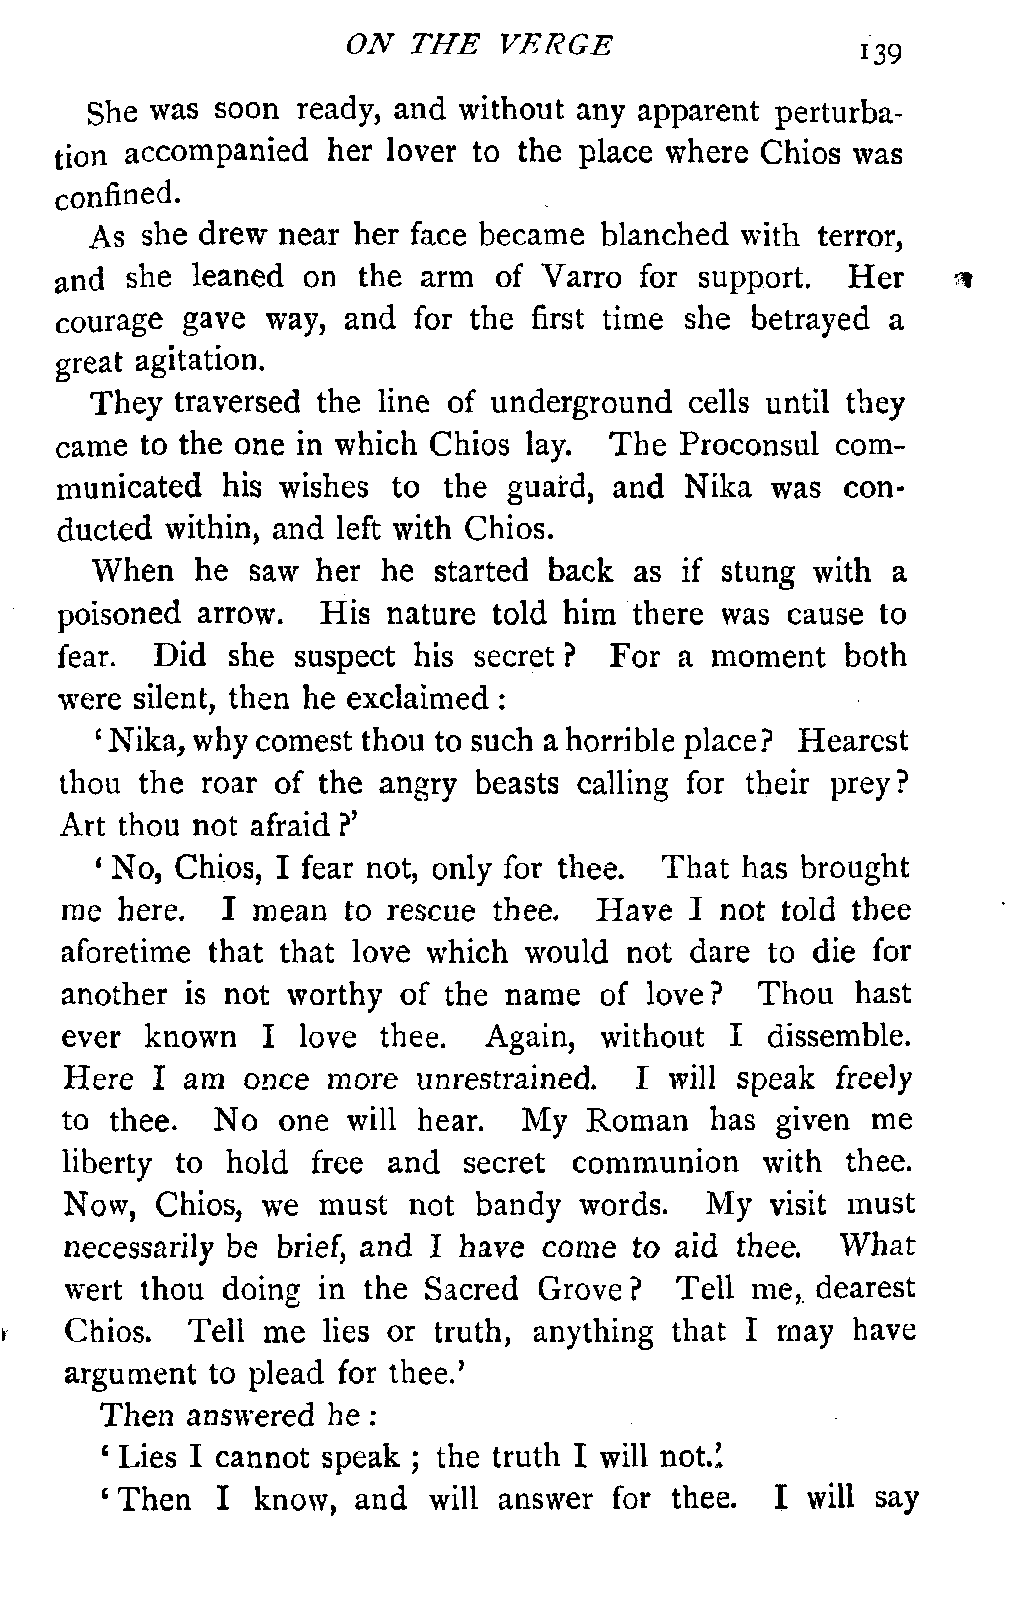 ON THE VERGE 139
She was soon ready, and without any apparent perturba-
tion accompanied her lover to the place where Chios was
confined.
As she drew near her face became blanched with terror,
and she leaned on the arm of Varro for support. Her
courage gave way, and for the first time she betrayed a
great agitation.
They traversed the line of underground cells until they
came to the one in which Chios lay. The Proconsul com-
municated his wishes to the guard, and Nika was con-
ducted within, and left with Chios.
When he saw her he started back as if stung with a
poisoned arrow. His nature told him there was cause to
fear. Did she suspect his secret? For a moment both
were silent, then he exclaimed:
'Nika, why comest thou to such a horrible place? Hearest
thou the roar of the angry beasts calling for their prey?
Art thou not afraid?'
'No, Chios, I fear not, only for thee. That has brought
me here. I mean to rescue thee. Have I not told thee
aforetime that that love which would not dare to die for
another is not worthy of the name of love? Thou hast
ever known I love thee. Again, without I dissemble.
Here I am once more unrestrained. I will speak freely
to thee. No one will hear. My Roman has given me
liberty to hold free and secret communion with thee.
Now, Chios, we must not bandy words. My visit must
necessarily be brief, and I have come to aid thee. What
wert thou doing in the Sacred Grove? Tell me, dearest
Chios. Tell me lies or truth, anything that I may have
argument to plead for thee.'
Then answered he:
'Lies I cannot speak; the truth I will not.'
'Then I know, and will answer for thee. I will say